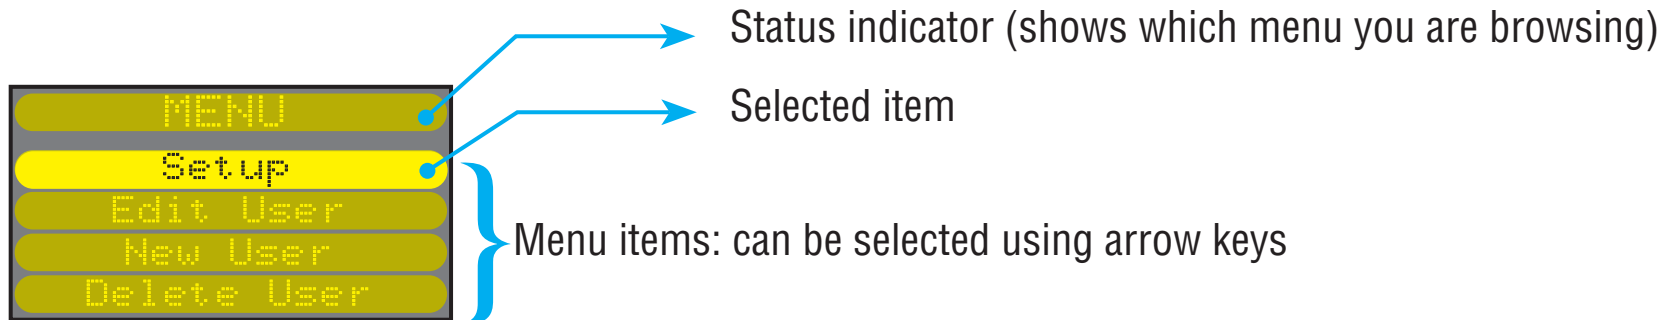 Status indicator (shows which menu you are browsing)
MENU
Selected item
Setup
Edit User
New User
Delete User
Menu items: can be selected using arrow keys